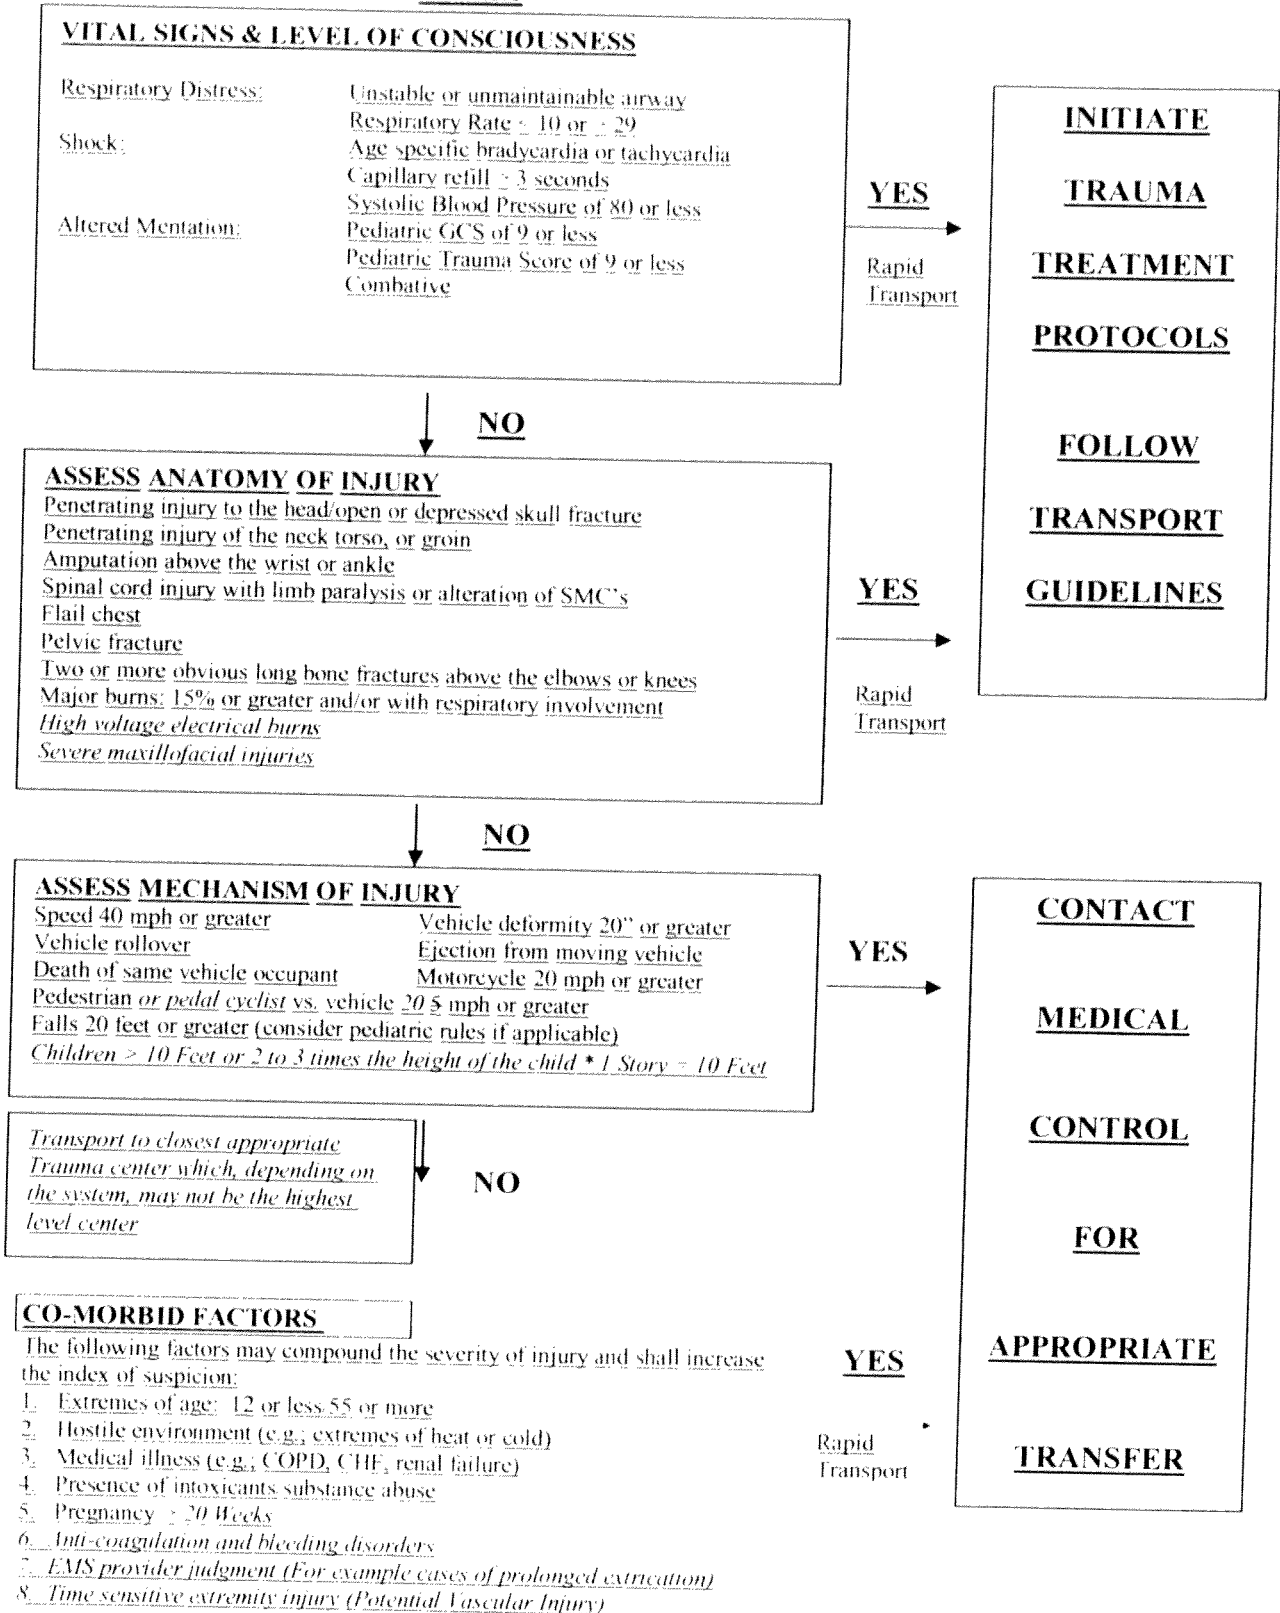 VITAL SIGNS & LEVEL OF CONSCIOUSNESS
Respiratory Distress: Unstable or unmaintainable airway
Respiratory Rate 10 or 29
Shock: Age specific bradycardia or tachycardia
Capillary refill 3 seconds
Systolic Blood Pressure of 80 or less
Altered Mentation: Pediatric GCS of 9 or less
Pediatric Trauma Score of 9 or less
Combative
YES
Rapid
Transport
INITIATE
TRAUMA
TREATMENT
PROTOCOLS
FOLLOW
TRANSPORT
GUIDELINES
NO
ASSESS ANATOMY OF INJURY
Penetrating injury to the head/open or depressed skull fracture
Penetrating injury of the neck torso, or groin
Amputation above the wrist or ankle
Spinal cord injury with limb paralysis or alteration of SMC's
Flail chest
Pelvic fracture
Two or more obvious long bone fractures above the elbows or knees
Major burns: 15% or greater and/or with respiratory involvement
High voltage electrical burns
Severe maxillofacial injuries
YES
Rapid
Transport
NO
ASSESS MECHANISM OF INJURY
Speed 40 mph or greater Vehicle deformity 20" or greater
Vehicle rollover Ejection from moving vehicle
Death of same vehicle occupant Motorcycle 20 mph or greater
Pedestrian or pedal cyclist vs. vehicle 20 5 mph or greater
Falls 20 feet or greater (consider pediatric rules if applicable)
Children > 10 Feet or 2 to 3 times the height of the child * 1 Story = 10 Feet
YES
CONTACT
MEDICAL
CONTROL
FOR
APPROPRIATE
TRANSFER
Transport to closest appropriate
Trauma center which, depending on
the system, may not be the highest
level center
NO
CO-MORBID FACTORS
The following factors may compound the severity of injury and shall increase
the index of suspicion:
1. Extremes of age: 12 or less 55 or more
2. Hostile environment (e.g.; extremes of heat or cold)
3. Medical illness (e.g.; COPD, CHF, renal failure)
4. Presence of intoxicants substance abuse
5. Pregnancy 20 Weeks
6. Anti-coagulation and bleeding disorders
7. EMS provider judgment (For example cases of prolonged extrication)
8. Time sensitive extremity injury (Potential Vascular Injury)
YES
Rapid
Transport